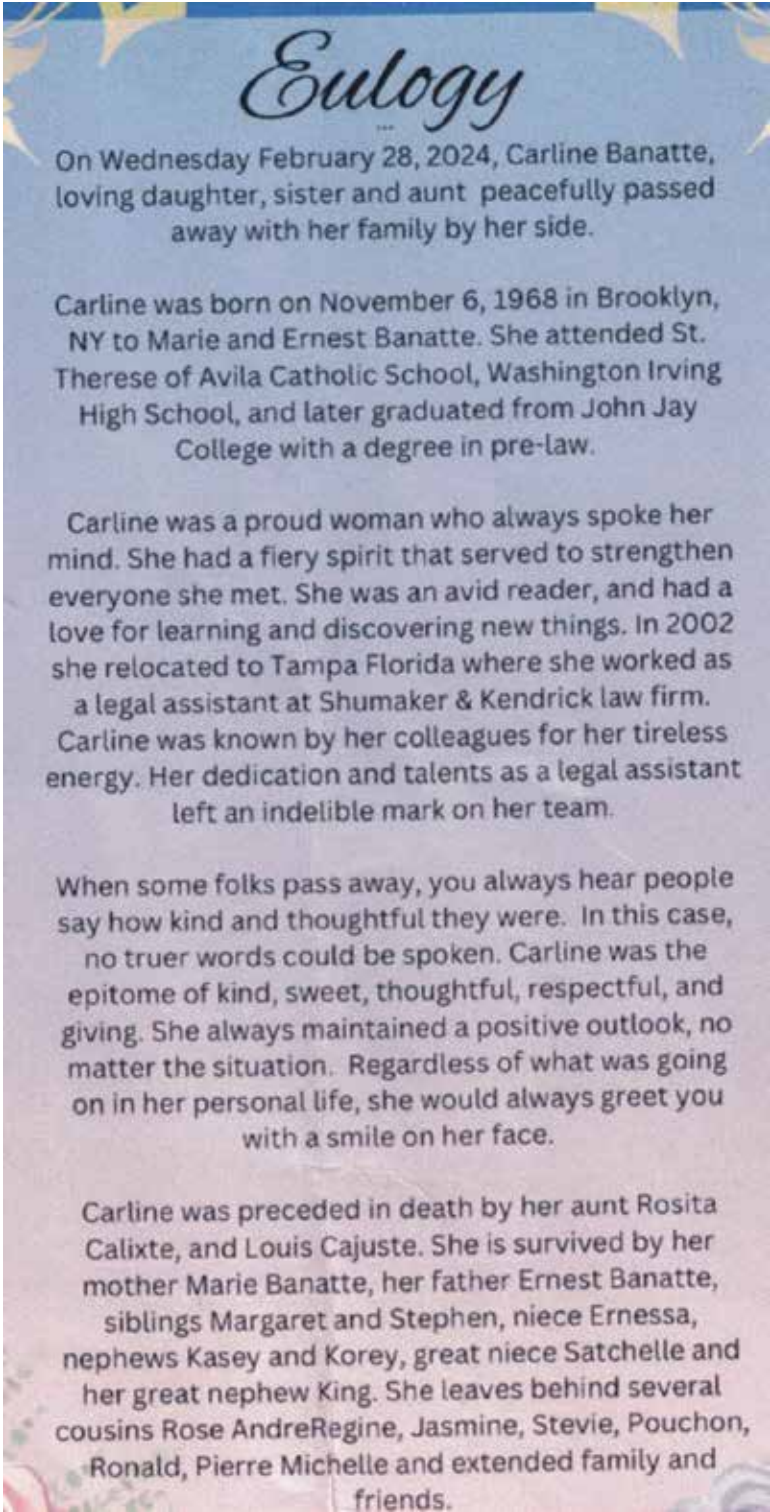 Eulogy
...
On Wednesday February 28, 2024, Carline Banatte,
loving daughter, sister and aunt peacefully passed
away with her family by her side.
Carline was born on November 6, 1968 in Brooklyn,
NY to Marie and Ernest Banatte. She attended St.
Therese of Avila Catholic School, Washington Irving
High School, and later graduated from John Jay
College with a degree in pre-law.
Carline was a proud woman who always spoke her
mind. She had a fiery spirit that served to strengthen
everyone she met. She was an avid reader, and had a
love for learning and discovering new things. In 2002
she relocated to Tampa Florida where she worked as
a legal assistant at Shumaker & Kendrick law firm.
Carline was known by her colleagues for her tireless
energy. Her dedication and talents as a legal assistant
left an indelible mark on her team.
When some folks pass away, you always hear people
say how kind and thoughtful they were. In this case,
no truer words could be spoken. Carline was the
epitome of kind, sweet, thoughtful, respectful, and
giving. She always maintained a positive outlook, no
matter the situation. Regardless of what was going
on in her personal life, she would always greet you
with a smile on her face.
Carline was preceded in death by her aunt Rosita
Calixte, and Louis Cajuste. She is survived by her
mother Marie Banatte, her father Ernest Banatte,
siblings Margaret and Stephen, niece Ernessa,
nephews Kasey and Korey, great niece Satchelle and
her great nephew King. She leaves behind several
cousins Rose AndreRegine, Jasmine, Stevie, Pouchon,
Ronald, Pierre Michelle and extended family and
friends.